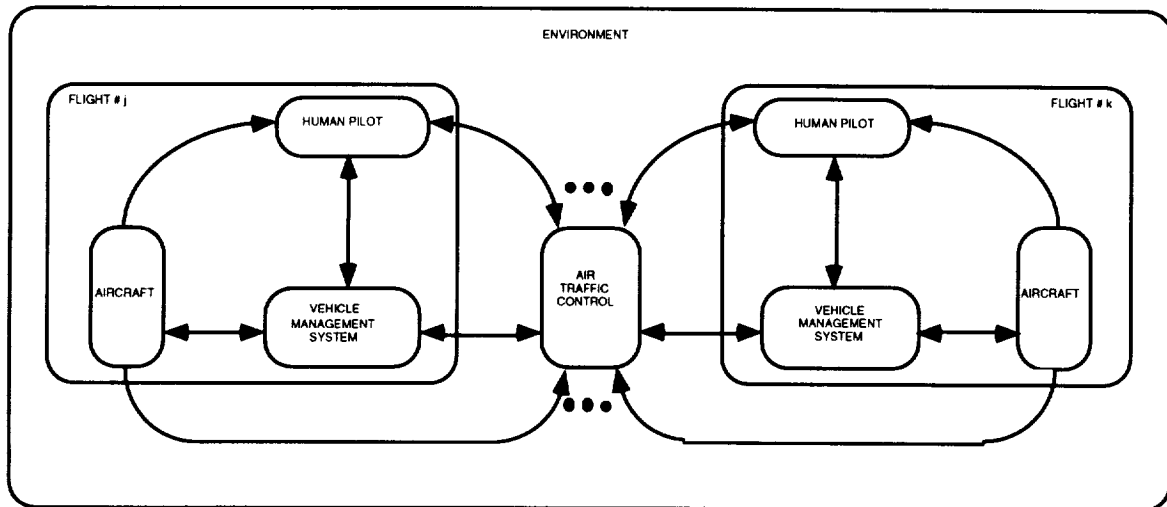 ENVIRONMENT
FLIGHT # j
FLIGHT # k
HUMAN PILOT
HUMAN PILOT
AIRCRAFT
AIR
TRAFFIC
CONTROL
AIRCRAFT
VEHICLE
MANAGEMENT
SYSTEM
VEHICLE
MANAGEMENT
SYSTEM